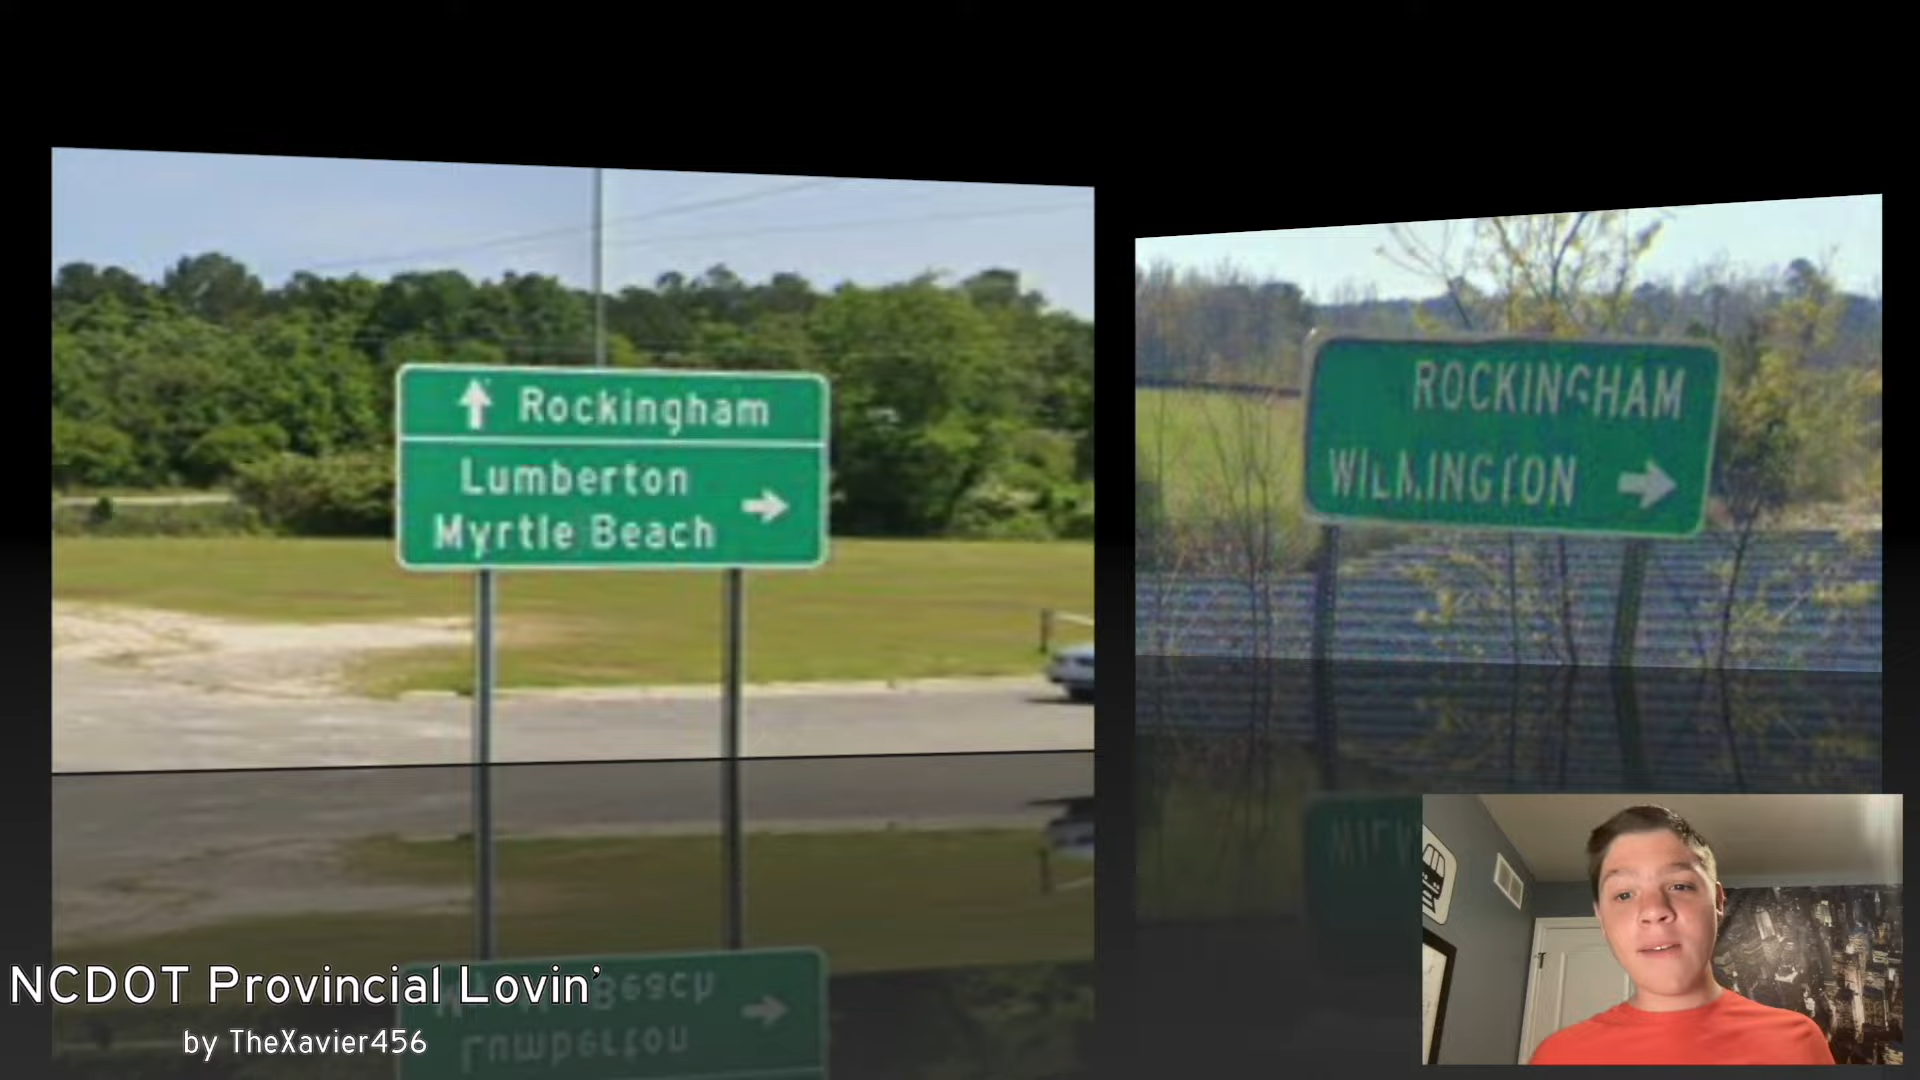 Rockingham
Lumberton
Myrtle Beach
ROCKINGHAM
WILMINGTON
NCDOT Provincial Lovin'
by TheXavier456